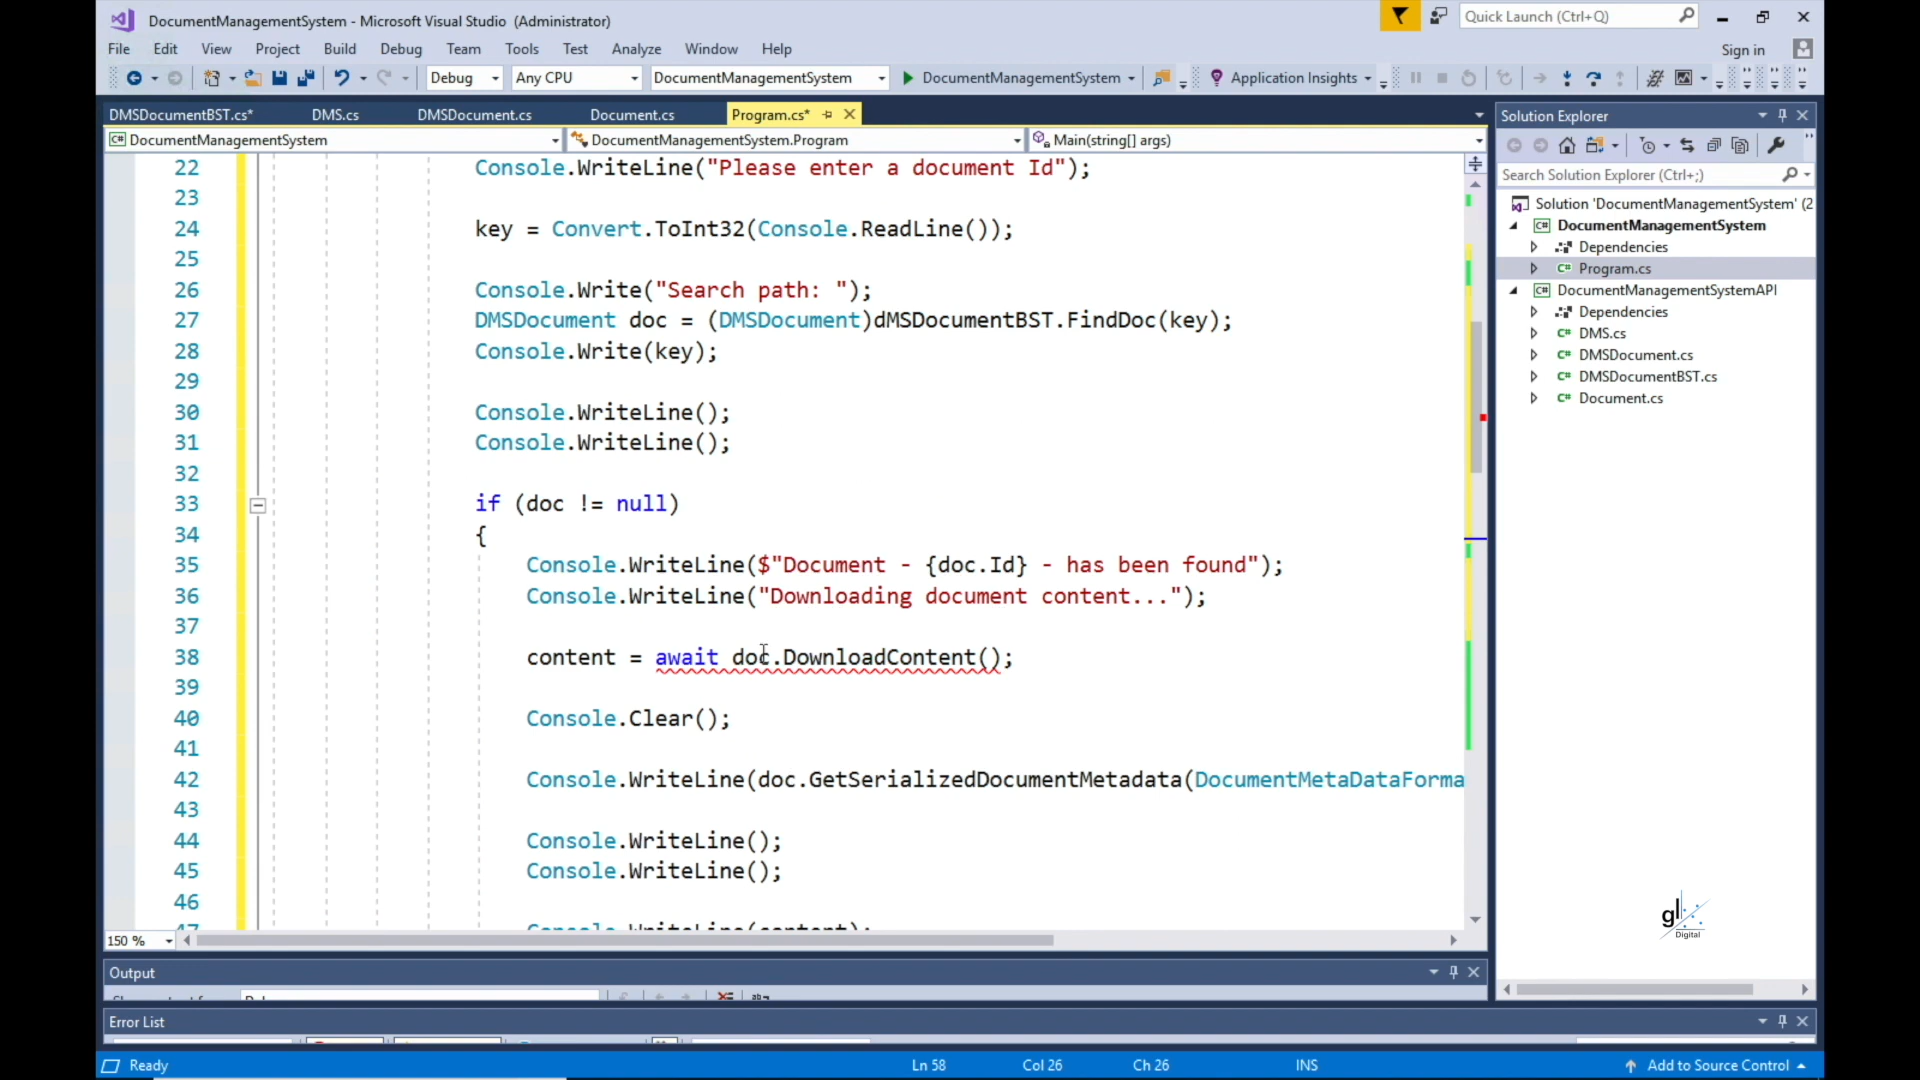 DocumentManagementSystem - Microsoft Visual Studio (Administrator)
Quick Launch (Ctrl+Q)
File Edit View Project Build Debug Team Tools Test Analyze Window Help
Sign in
Debug Any CPU DocumentManagementSystem DocumentManagementSystem Application Insights
DMSDocumentBST.cs* DMS.cs DMSDocument.cs Document.cs Program.cs*
DocumentManagementSystem DocumentManagementSystem.Program Main(string[] args)
22 Console.WriteLine("Please enter a document Id");
23
24 key = Convert.ToInt32(Console.ReadLine());
25
26 Console.Write("Search path: ");
27 DMSDocument doc = (DMSDocument)dMSDocumentBST.FindDoc(key);
28 Console.Write(key);
29
30 Console.WriteLine();
31 Console.WriteLine();
32
33 if (doc != null)
34 {
35 Console.WriteLine($"Document - {doc.Id} - has been found");
36 Console.WriteLine("Downloading document content...");
37
38 content = await doc.DownloadContent();
39
40 Console.Clear();
41
42 Console.WriteLine(doc.GetSerializedDocumentMetadata(DocumentMetaDataForma
43
44 Console.WriteLine();
45 Console.WriteLine();
46
47 Console.WriteLine(content);
150 %
Solution Explorer
Search Solution Explorer (Ctrl+;)
Solution 'DocumentManagementSystem' (2
C# DocumentManagementSystem
Dependencies
C# Program.cs
C# DocumentManagementSystemAPI
Dependencies
C# DMS.cs
C# DMSDocument.cs
C# DMSDocumentBST.cs
C# Document.cs
gl
Digital
Output
Error List
Ready Ln 58 Col 26 Ch 26 INS Add to Source Control